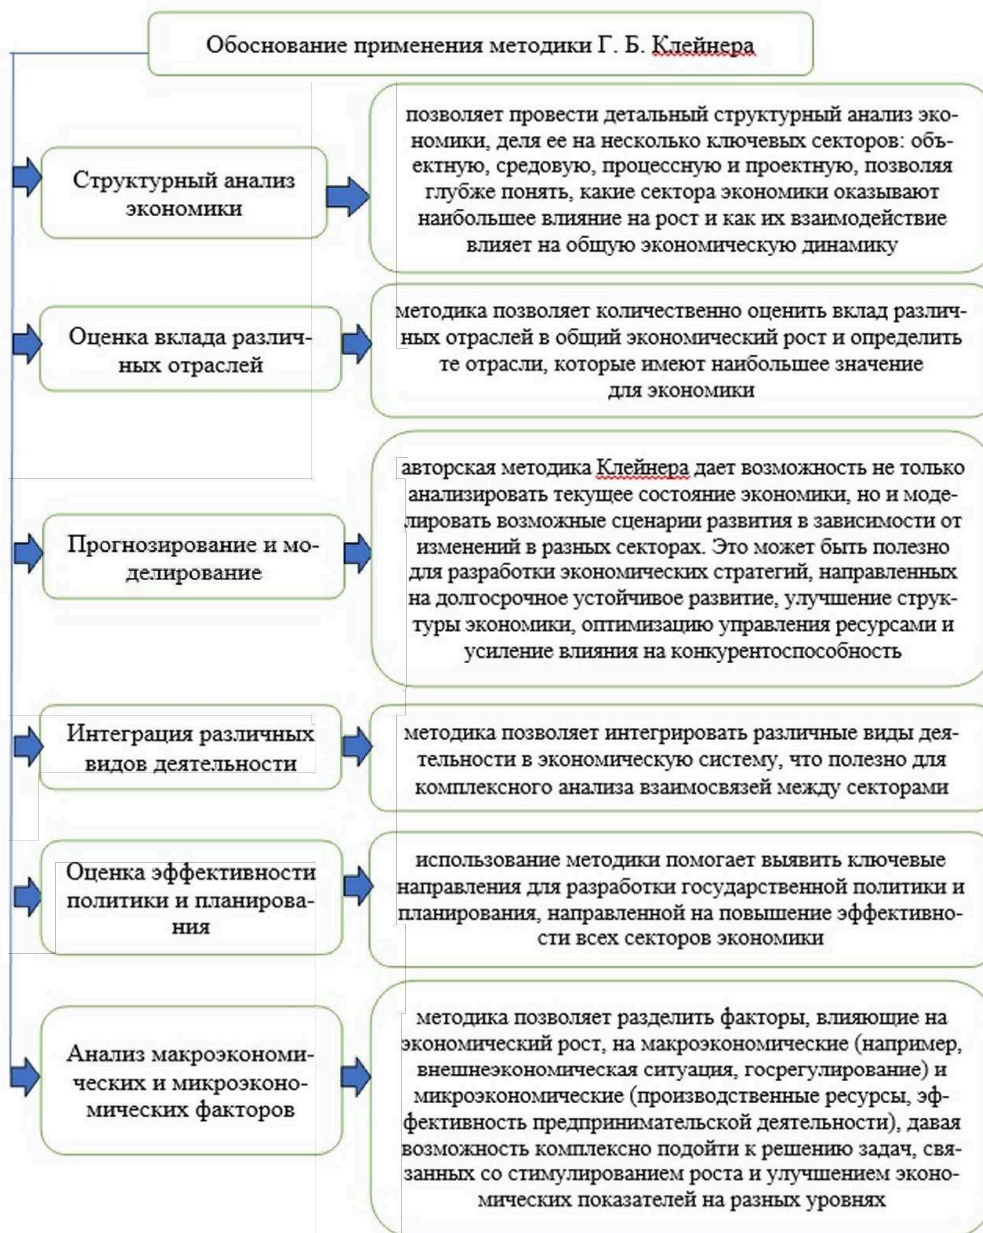 Обоснование применения методики Г. Б. Клейнера
Структурный анализ
экономики
позволяет провести детальный структурный анализ эко-
номики, деля ее на несколько ключевых секторов: объ-
ектную, средовую, процессную и проектную, позволяя
глубже понять, какие сектора экономики оказывают
наибольшее влияние на рост и как их взаимодействие
влияет на общую экономическую динамику
Оценка вклада различ-
ных отраслей
методика позволяет количественно оценить вклад различ-
ных отраслей в общий экономический рост и определить
те отрасли, которые имеют наибольшее значение
для экономики
Прогнозирование и мо-
делирование
авторская методика Клейнера дает возможность не только
анализировать текущее состояние экономики, но и моде-
лировать возможные сценарии развития в зависимости от
изменений в разных секторах. Это может быть полезно
для разработки экономических стратегий, направленных
на долгосрочное устойчивое развитие, улучшение струк-
туры экономики, оптимизацию управления ресурсами и
усиление влияния на конкурентоспособность
Интеграция различных
видов деятельности
методика позволяет интегрировать различные виды дея-
тельности в экономическую систему, что полезно для
комплексного анализа взаимосвязей между секторами
Оценка эффективности
политики и планирова-
ния
использование методики помогает выявить ключевые
направления для разработки государственной политики и
планирования, направленной на повышение эффективно-
сти всех секторов экономики
Анализ макроэкономи-
ческих и микроэконо-
мических факторов
методика позволяет разделить факторы, влияющие на
экономический рост, на макроэкономические (например,
внешнеэкономическая ситуация, госрегулирование) и
микроэкономические (производственные ресурсы, эф-
фективность предпринимательской деятельности), давая
возможность комплексно подойти к решению задач, свя-
занных со стимулированием роста и улучшением эконо-
мических показателей на разных уровнях